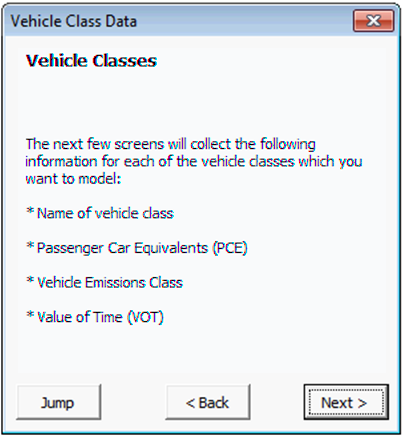 Vehicle Class Data
Vehicle Classes
The next few screens will collect the following
information for each of the vehicle classes which you
want to model:
* Name of vehicle class
* Passenger Car Equivalents (PCE)
* Vehicle Emissions Class
* Value of Time (VOT)
Jump
< Back
Next >